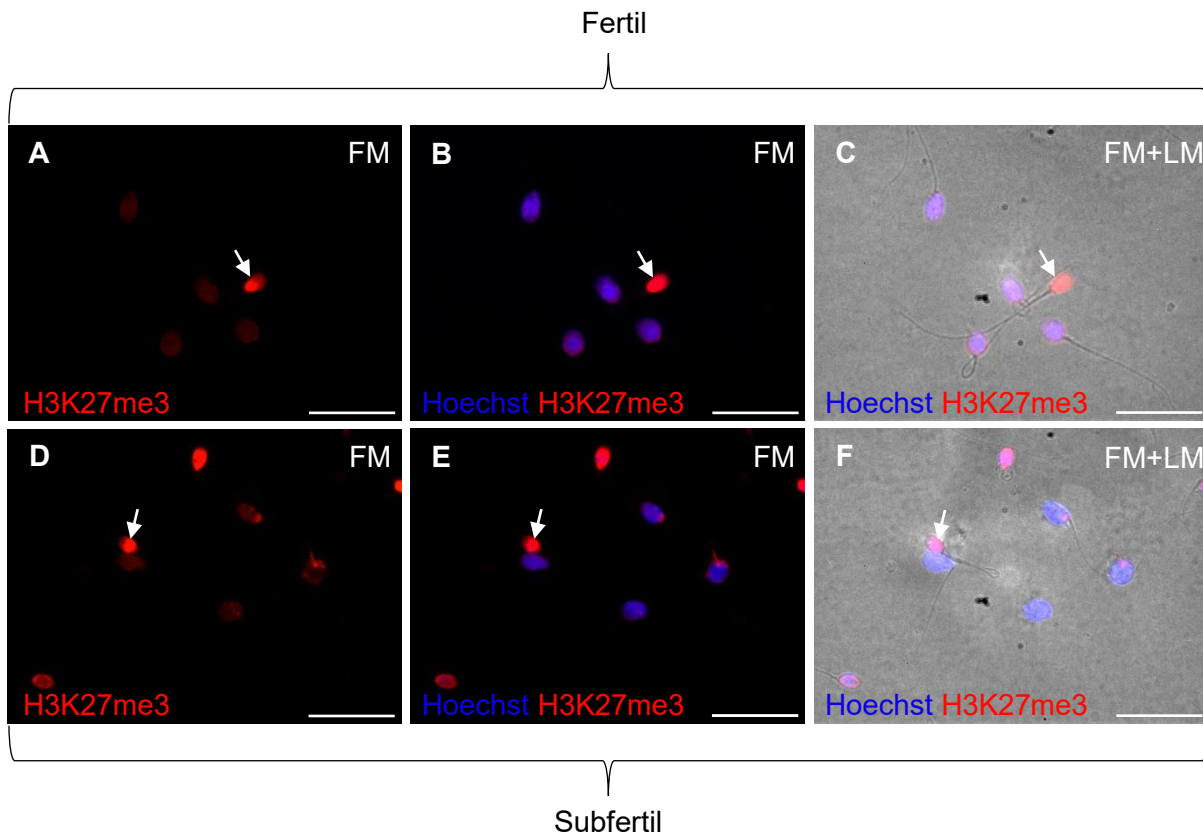 Fertil
A FM
H3K27me3
B FM
Hoechst H3K27me3
C FM+LM
Hoechst H3K27me3
D FM
H3K27me3
E FM
Hoechst H3K27me3
F FM+LM
Hoechst H3K27me3
Subfertil